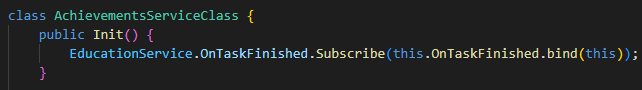 class AchievementsServiceClass {
    public Init() {
        EducationService.OnTaskFinished.Subscribe(this.OnTaskFinished.bind(this));
    }